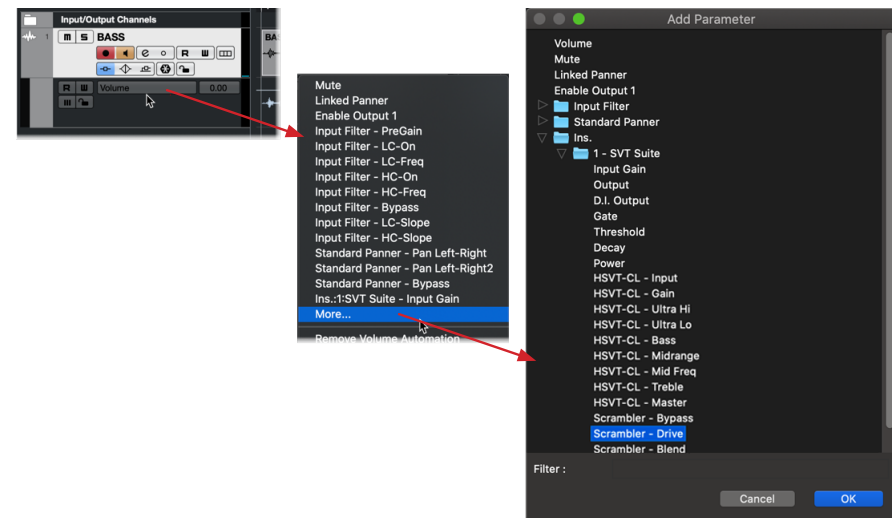 Input/Output Channels
1 m S BASS
e R W
R W Volume 0.00
BA
Mute
Linked Panner
Enable Output 1
Input Filter - PreGain
Input Filter - LC-On
Input Filter - LC-Freq
Input Filter - HC-On
Input Filter - HC-Freq
Input Filter - Bypass
Input Filter - LC-Slope
Input Filter - HC-Slope
Standard Panner - Pan Left-Right
Standard Panner - Pan Left-Right2
Standard Panner - Bypass
Ins.:1:SVT Suite - Input Gain
More...
Remove Volume Automation
Add Parameter
Volume
Mute
Linked Panner
Enable Output 1
Input Filter
Standard Panner
Ins.
1 - SVT Suite
Input Gain
Output
D.I. Output
Gate
Threshold
Decay
Power
HSVT-CL - Input
HSVT-CL - Gain
HSVT-CL - Ultra Hi
HSVT-CL - Ultra Lo
HSVT-CL - Bass
HSVT-CL - Midrange
HSVT-CL - Mid Freq
HSVT-CL - Treble
HSVT-CL - Master
Scrambler - Bypass
Scrambler - Drive
Scrambler - Blend
Filter :
Cancel OK